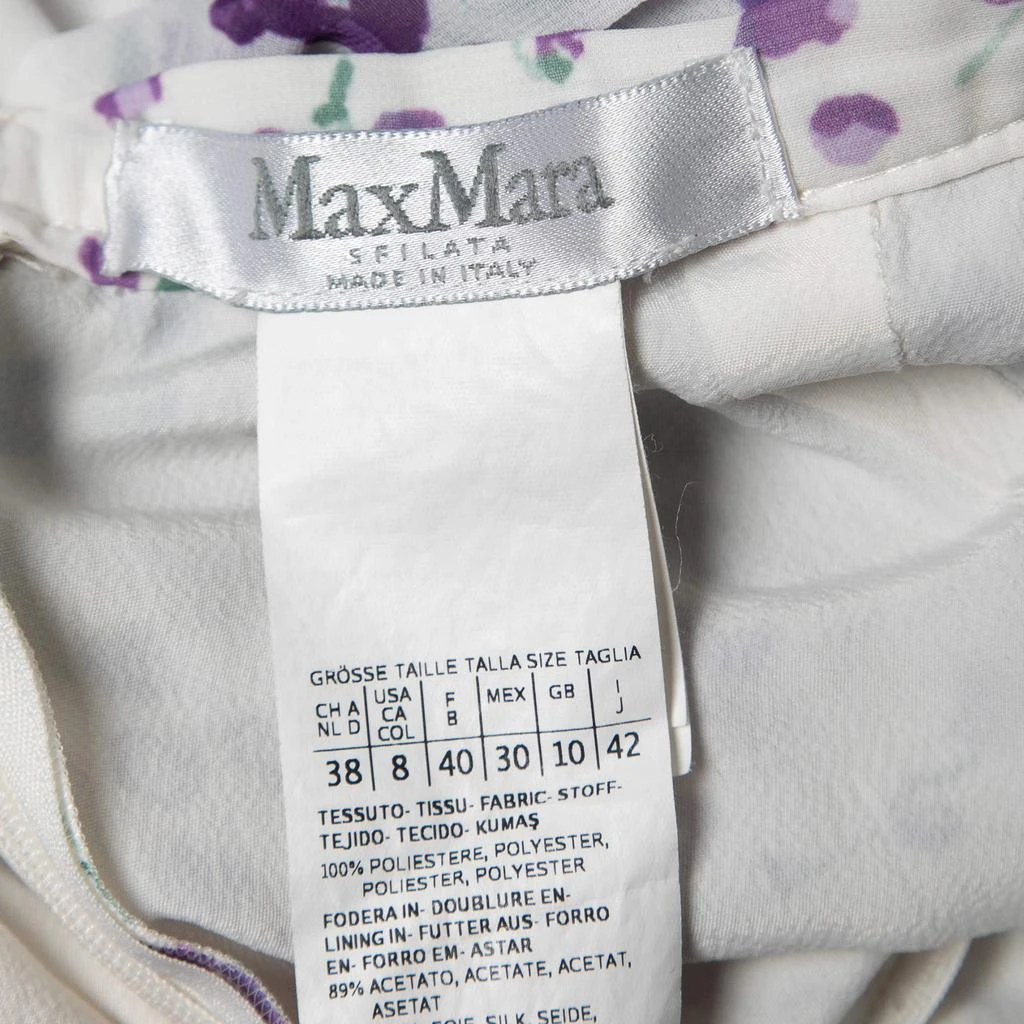 MaxMara
SFILATA
MADE IN ITALY
GRÖSSE TAILLE TALLA SIZE TAGLIA
CH A NL D | USA CA COL | F B | MEX | GB | I J
38 | 8 | 40 | 30 | 10 | 42
TESSUTO- TISSU- FABRIC- STOFF-
TEJIDO- TECIDO- KUMAŞ
100% POLIESTERE, POLYESTER,
POLIESTER, POLYESTER
FODERA IN- DOUBLURE EN-
LINING IN- FUTTER AUS- FORRO
EN- FORRO EM- ASTAR
89% ACETATO, ACETATE, ACETAT,
ASETAT
SILK, SEIDE,